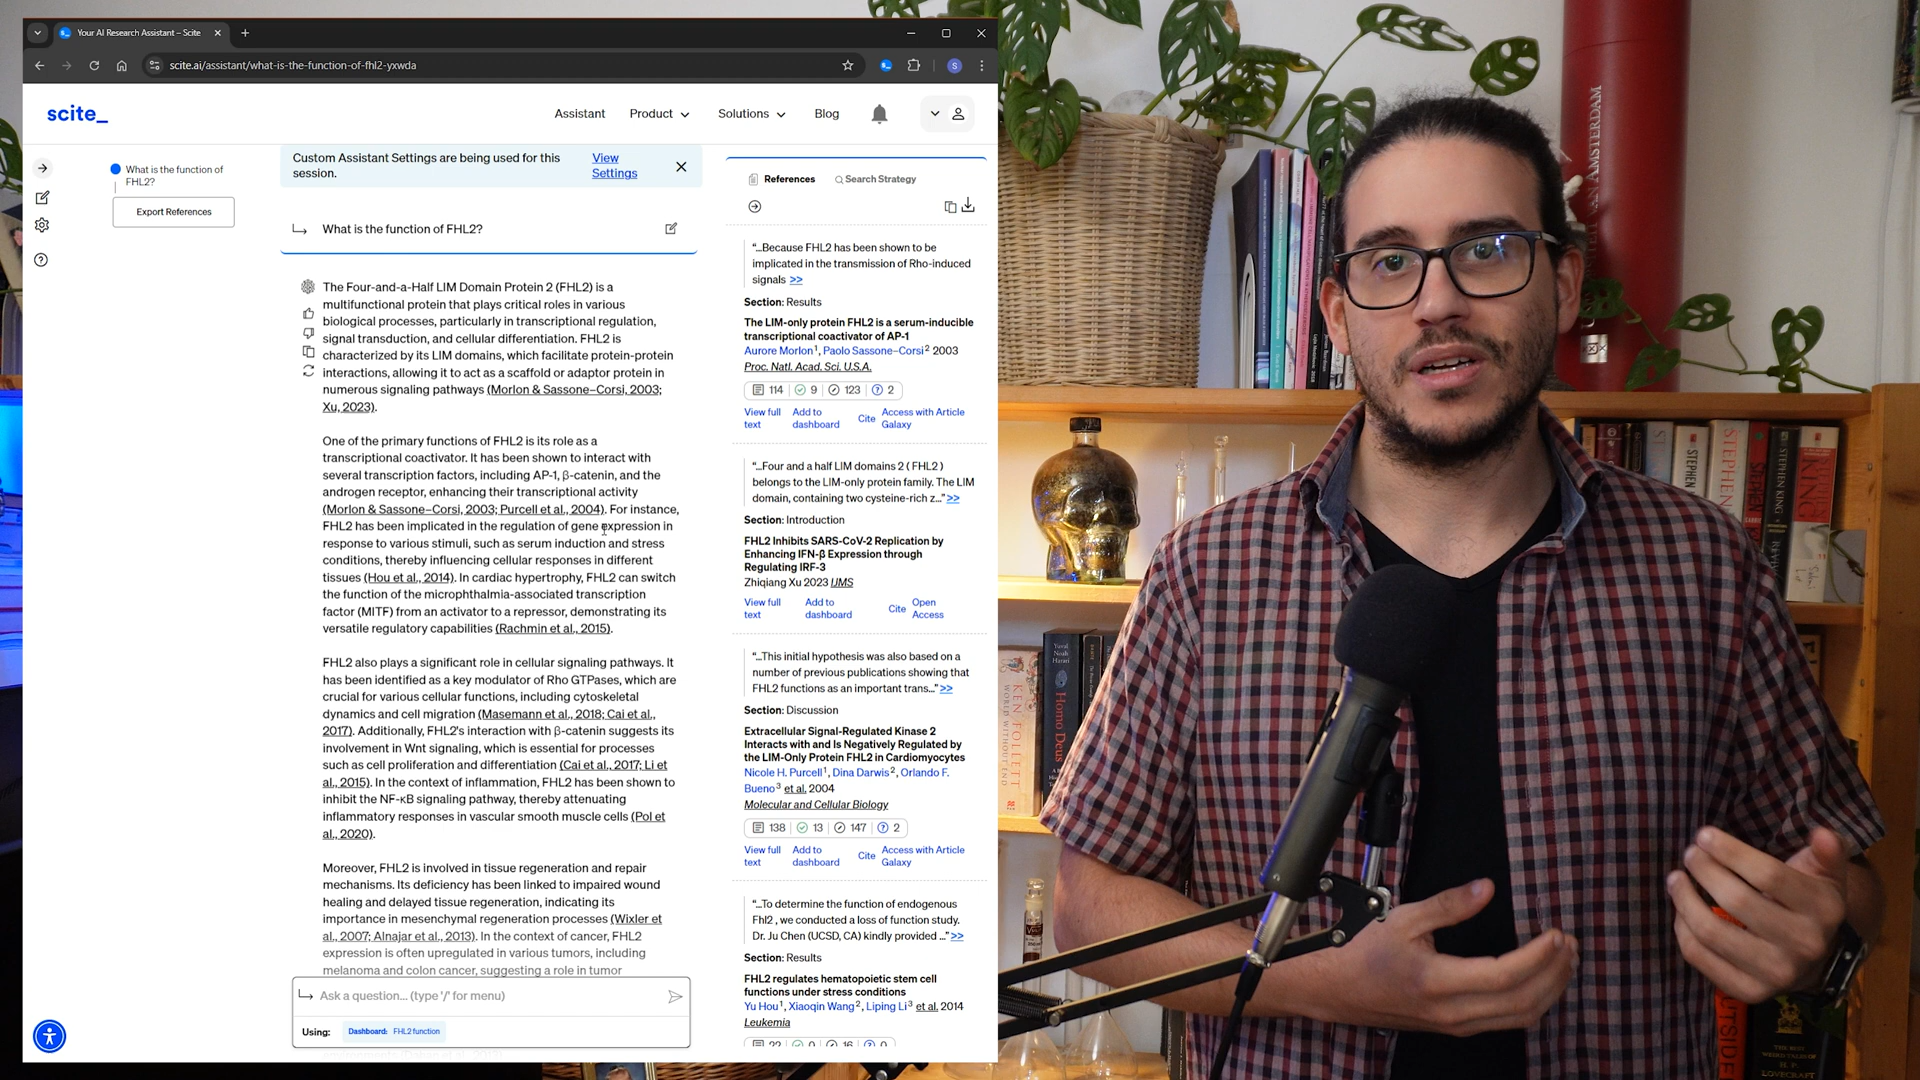 Your AI Research Assistant – Scite
scite.ai/assistant/what-is-the-function-of-fhl2-yxwda
scite_
Assistant
Product
Solutions
Blog
What is the function of
FHL2?
Export References
Custom Assistant Settings are being used for this
session.
View
Settings
What is the function of FHL2?
The Four-and-a-Half LIM Domain Protein 2 (FHL2) is a
multifunctional protein that plays critical roles in various
biological processes, particularly in transcriptional regulation,
signal transduction, and cellular differentiation. FHL2 is
characterized by its LIM domains, which facilitate protein-protein
interactions, allowing it to act as a scaffold or adaptor protein in
numerous signaling pathways (Morlon & Sassone–Corsi, 2003;
Xu, 2023).
One of the primary functions of FHL2 is its role as a
transcriptional coactivator. It has been shown to interact with
several transcription factors, including AP-1, β-catenin, and the
androgen receptor, enhancing their transcriptional activity
(Morlon & Sassone–Corsi, 2003; Purcell et al., 2004). For instance,
FHL2 has been implicated in the regulation of gene expression in
response to various stimuli, such as serum induction and stress
conditions, thereby influencing cellular responses in different
tissues (Hou et al., 2014). In cardiac hypertrophy, FHL2 can switch
the function of the microphthalmia-associated transcription
factor (MITF) from an activator to a repressor, demonstrating its
versatile regulatory capabilities (Rachmin et al., 2015).
FHL2 also plays a significant role in cellular signaling pathways. It
has been identified as a key modulator of Rho GTPases, which are
crucial for various cellular functions, including cytoskeletal
dynamics and cell migration (Masemann et al., 2018; Cai et al.,
2017). Additionally, FHL2's interaction with β-catenin suggests its
involvement in Wnt signaling, which is essential for processes
such as cell proliferation and differentiation (Cai et al., 2017; Li et
al., 2015). In the context of inflammation, FHL2 has been shown to
inhibit the NF-κB signaling pathway, thereby attenuating
inflammatory responses in vascular smooth muscle cells (Pol et
al., 2020).
Moreover, FHL2 is involved in tissue regeneration and repair
mechanisms. Its deficiency has been linked to impaired wound
healing and delayed tissue regeneration, indicating its
importance in mesenchymal regeneration processes (Wixler et
al., 2007; Alnajar et al., 2013). In the context of cancer, FHL2
expression is often upregulated in various tumors, including
melanoma and colon cancer, suggesting a role in tumor
Ask a question... (type '/' for menu)
Using:
Dashboard: FHL2 function
References
Search Strategy
“...Because FHL2 has been shown to be
implicated in the transmission of Rho-induced
signals >>
Section: Results
The LIM-only protein FHL2 is a serum-inducible
transcriptional coactivator of AP-1
Aurore Morlon1, Paolo Sassone–Corsi2 2003
Proc. Natl. Acad. Sci. U.S.A.
114 9 123 2
View full text
Add to dashboard
Cite
Access with Article Galaxy
“...Four and a half LIM domains 2 ( FHL2 )
belongs to the LIM-only protein family. The LIM
domain, containing two cysteine-rich z...” >>
Section: Introduction
FHL2 Inhibits SARS-CoV-2 Replication by
Enhancing IFN-β Expression through
Regulating IRF-3
Zhiqiang Xu 2023 IJMS
View full text
Add to dashboard
Cite
Open Access
“...This initial hypothesis was also based on a
number of previous publications showing that
FHL2 functions as an important trans...” >>
Section: Discussion
Extracellular Signal-Regulated Kinase 2
Interacts with and Is Negatively Regulated by
the LIM-Only Protein FHL2 in Cardiomyocytes
Nicole H. Purcell1, Dina Darwis2, Orlando F.
Bueno3 et al. 2004
Molecular and Cellular Biology
138 13 147 2
View full text
Add to dashboard
Cite
Access with Article Galaxy
“...To determine the function of endogenous
Fhl2 , we conducted a loss of function study.
Dr. Ju Chen (UCSD, CA) kindly provided ...” >>
Section: Results
FHL2 regulates hematopoietic stem cell
functions under stress conditions
Yu Hou1, Xiaoqin Wang2, Liping Li3 et al. 2014
Leukemia
22 0 16 0
S
VAN AMSTERDAM
XXX
STEPHEN
STEPHEN KING
STEPHEN
KING
KEN FOLLETT
WORLD WITHOUT END
Yuval
Noah
Harari
Homo Deus
OUTSIDER
LOVECRAFT